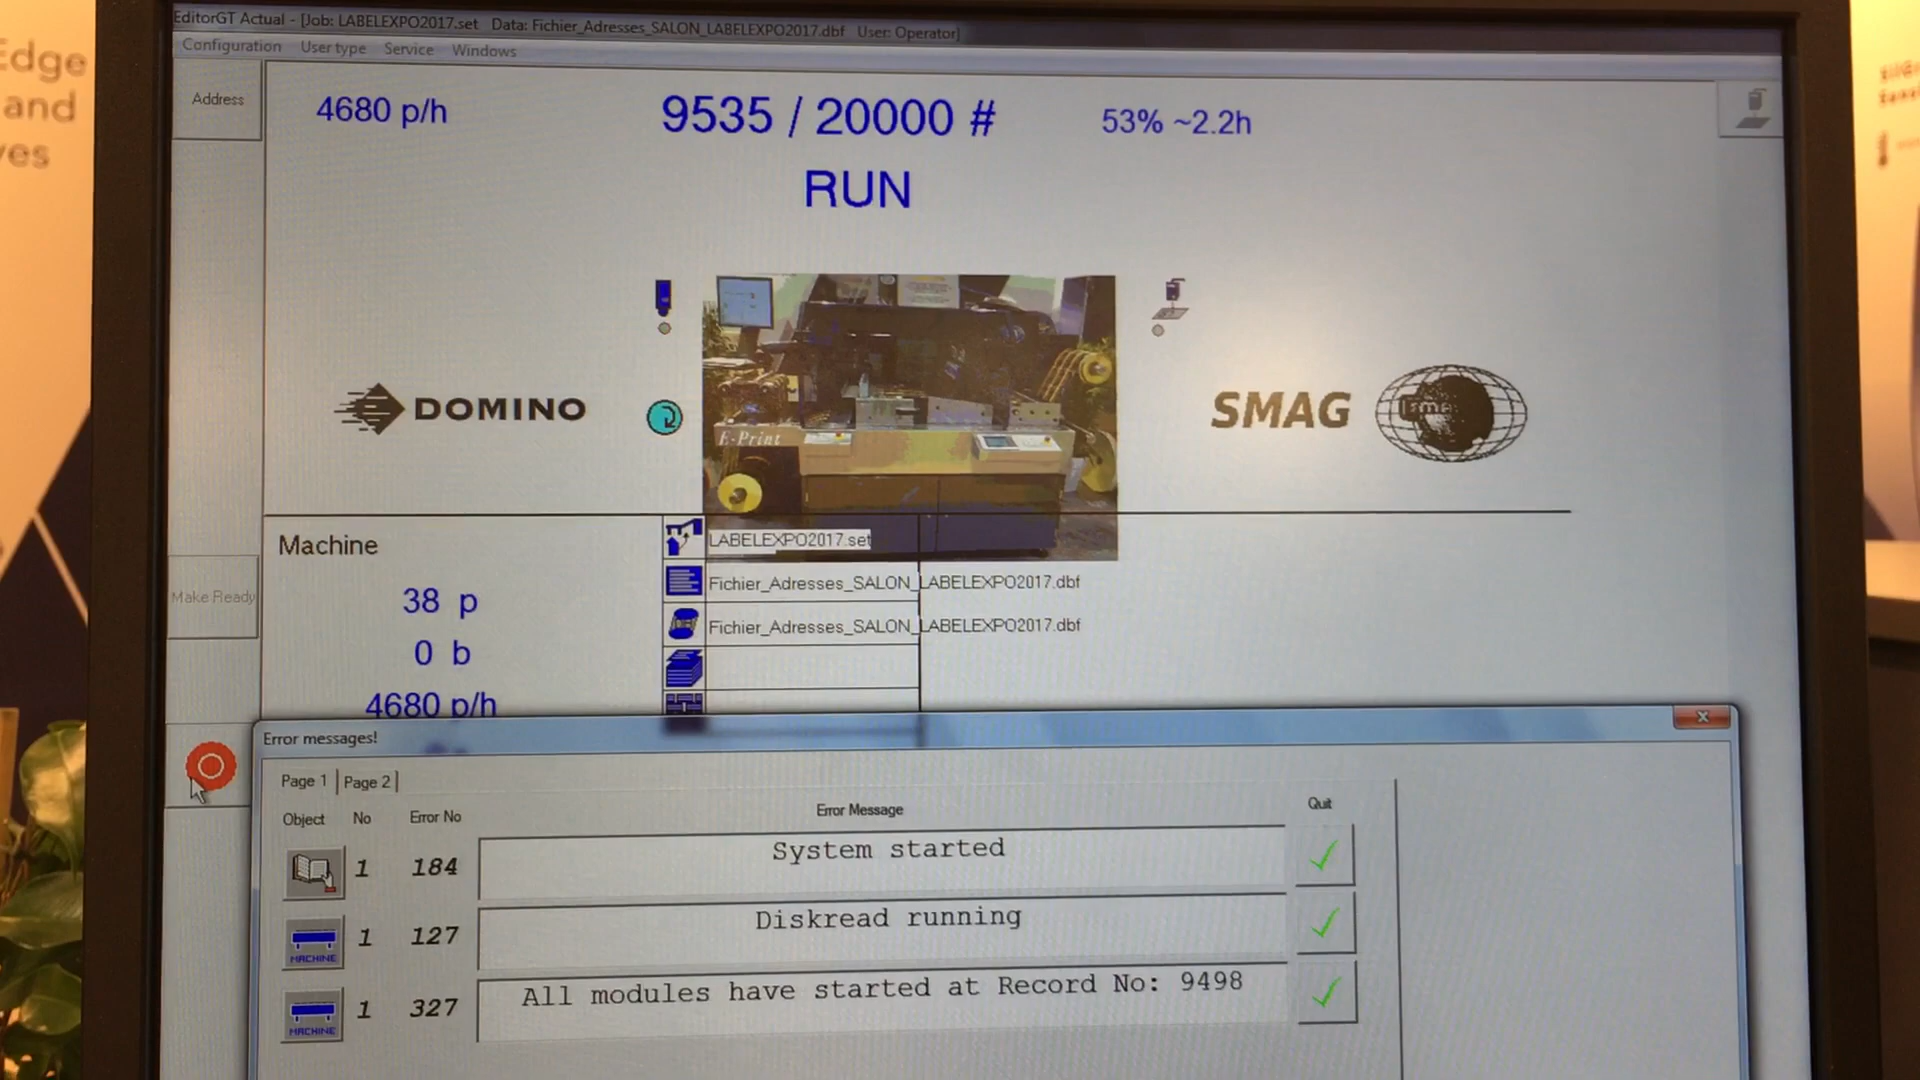 EditorGT Actual - [Job: LABELEXPO2017.set Data: Fichier_Adresses_SALON_LABELEXPO2017.dbf User: Operator]
Configuration User type Service Windows
Edge
and
ves
Address
4680 p/h
9535 / 20000 #
53% ~2.2h
RUN
DOMINO
E-Print
SMAG
Machine
38 p
0 b
4680 p/h
LABELEXPO2017.set
Fichier_Adresses_SALON_LABELEXPO2017.dbf
Fichier_Adresses_SALON_LABELEXPO2017.dbf
Make Ready
Error messages!
Page 1 Page 2
Object No Error No Error Message Quit
1 184 System started
MACHINE 1 127 Diskread running
MACHINE 1 327 All modules have started at Record No: 9498